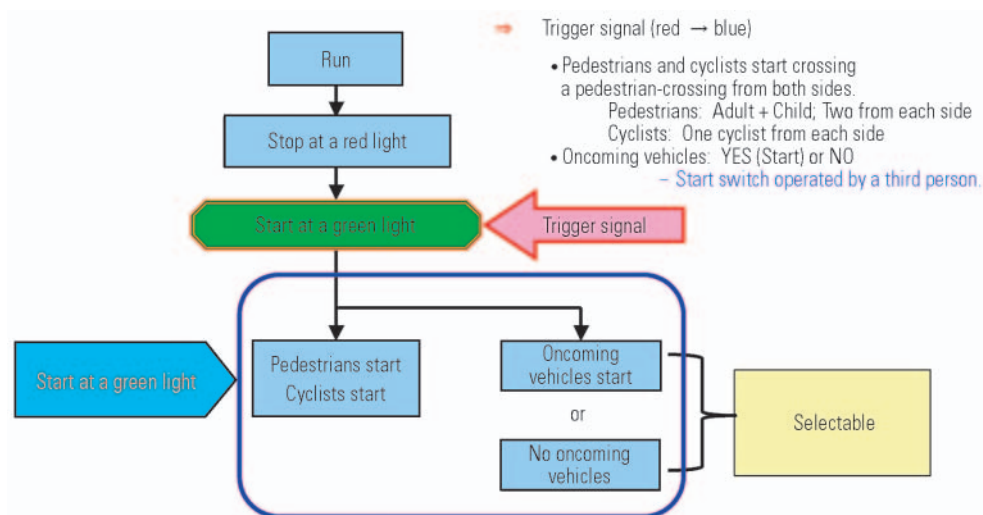 Run
Stop at a red light
Start at a green light
Trigger signal
⇒ Trigger signal (red → blue)
• Pedestrians and cyclists start crossing
a pedestrian-crossing from both sides.
Pedestrians: Adult + Child; Two from each side
Cyclists: One cyclist from each side
• Oncoming vehicles: YES (Start) or NO
– Start switch operated by a third person.
Start at a green light
Pedestrians start
Cyclists start
Oncoming
vehicles start
or
No oncoming
vehicles
Selectable